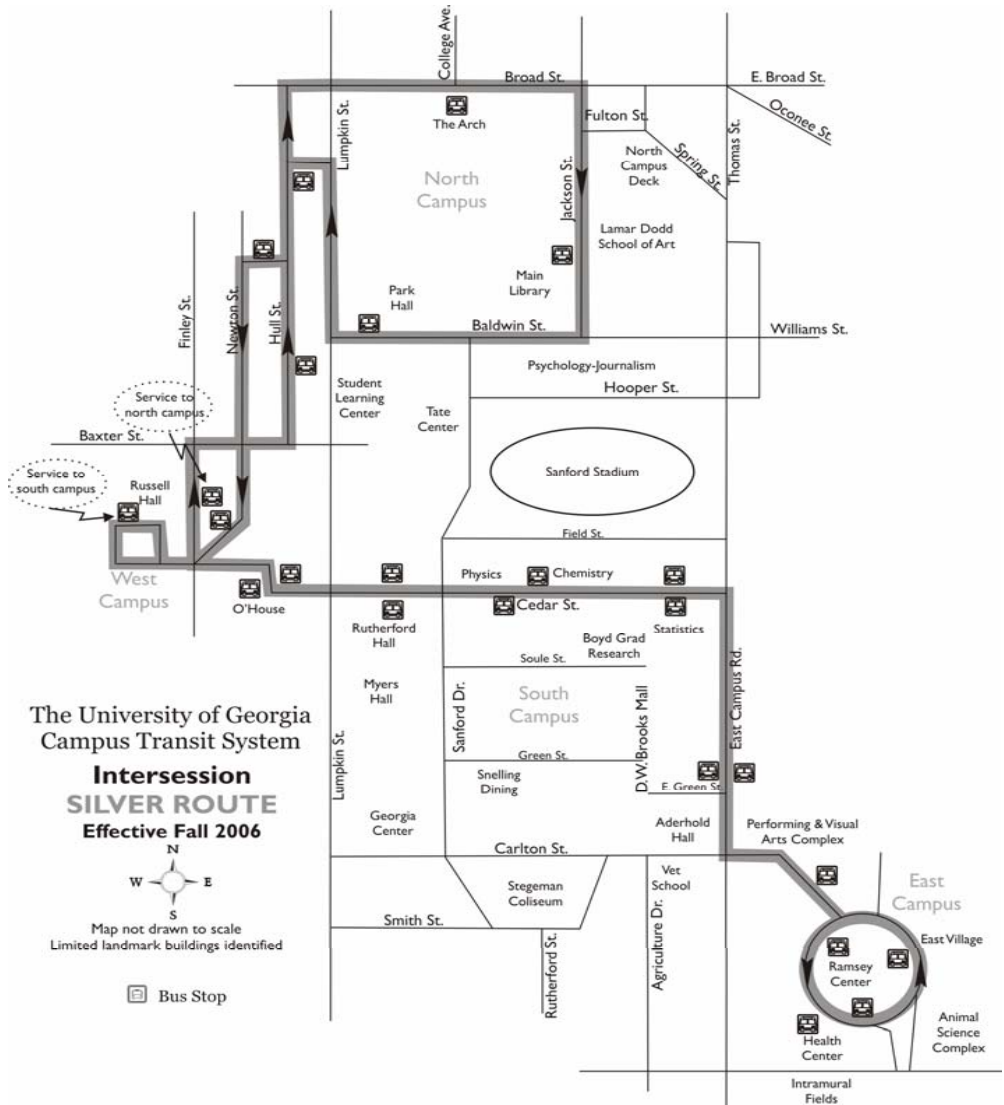 College Ave.
Broad St.
E. Broad St.
The Arch
Fulton St.
Oconee St.
Lumpkin St.
North
Campus
Jackson St.
North
Campus
Deck
Spring St.
Thomas St.
Lamar Dodd
School of Art
Main
Library
Park
Hall
Baldwin St.
Williams St.
Finley St.
Newton St.
Hull St.
Psychology-Journalism
Hooper St.
Student
Learning
Center
Tate
Center
Service to
north campus
Baxter St.
Service to
south campus
Russell
Hall
Sanford Stadium
Field St.
West
Campus
O'House
Physics
Chemistry
Cedar St.
Rutherford
Hall
Statistics
Boyd Grad
Research
Soule St.
Myers
Hall
South
Campus
Sanford Dr.
D.W. Brooks Mall
East Campus Rd.
Lumpkin St.
Green St.
E. Green St.
Snelling
Dining
Georgia
Center
Aderhold
Hall
Performing & Visual
Arts Complex
Carlton St.
Vet
School
Stegeman
Coliseum
Smith St.
Rutherford St.
Agriculture Dr.
East
Campus
East Village
Ramsey
Center
Health
Center
Animal
Science
Complex
Intramural
Fields
The University of Georgia
Campus Transit System
Intersession
SILVER ROUTE
Effective Fall 2006
N
W
E
S
Map not drawn to scale
Limited landmark buildings identified
Bus Stop